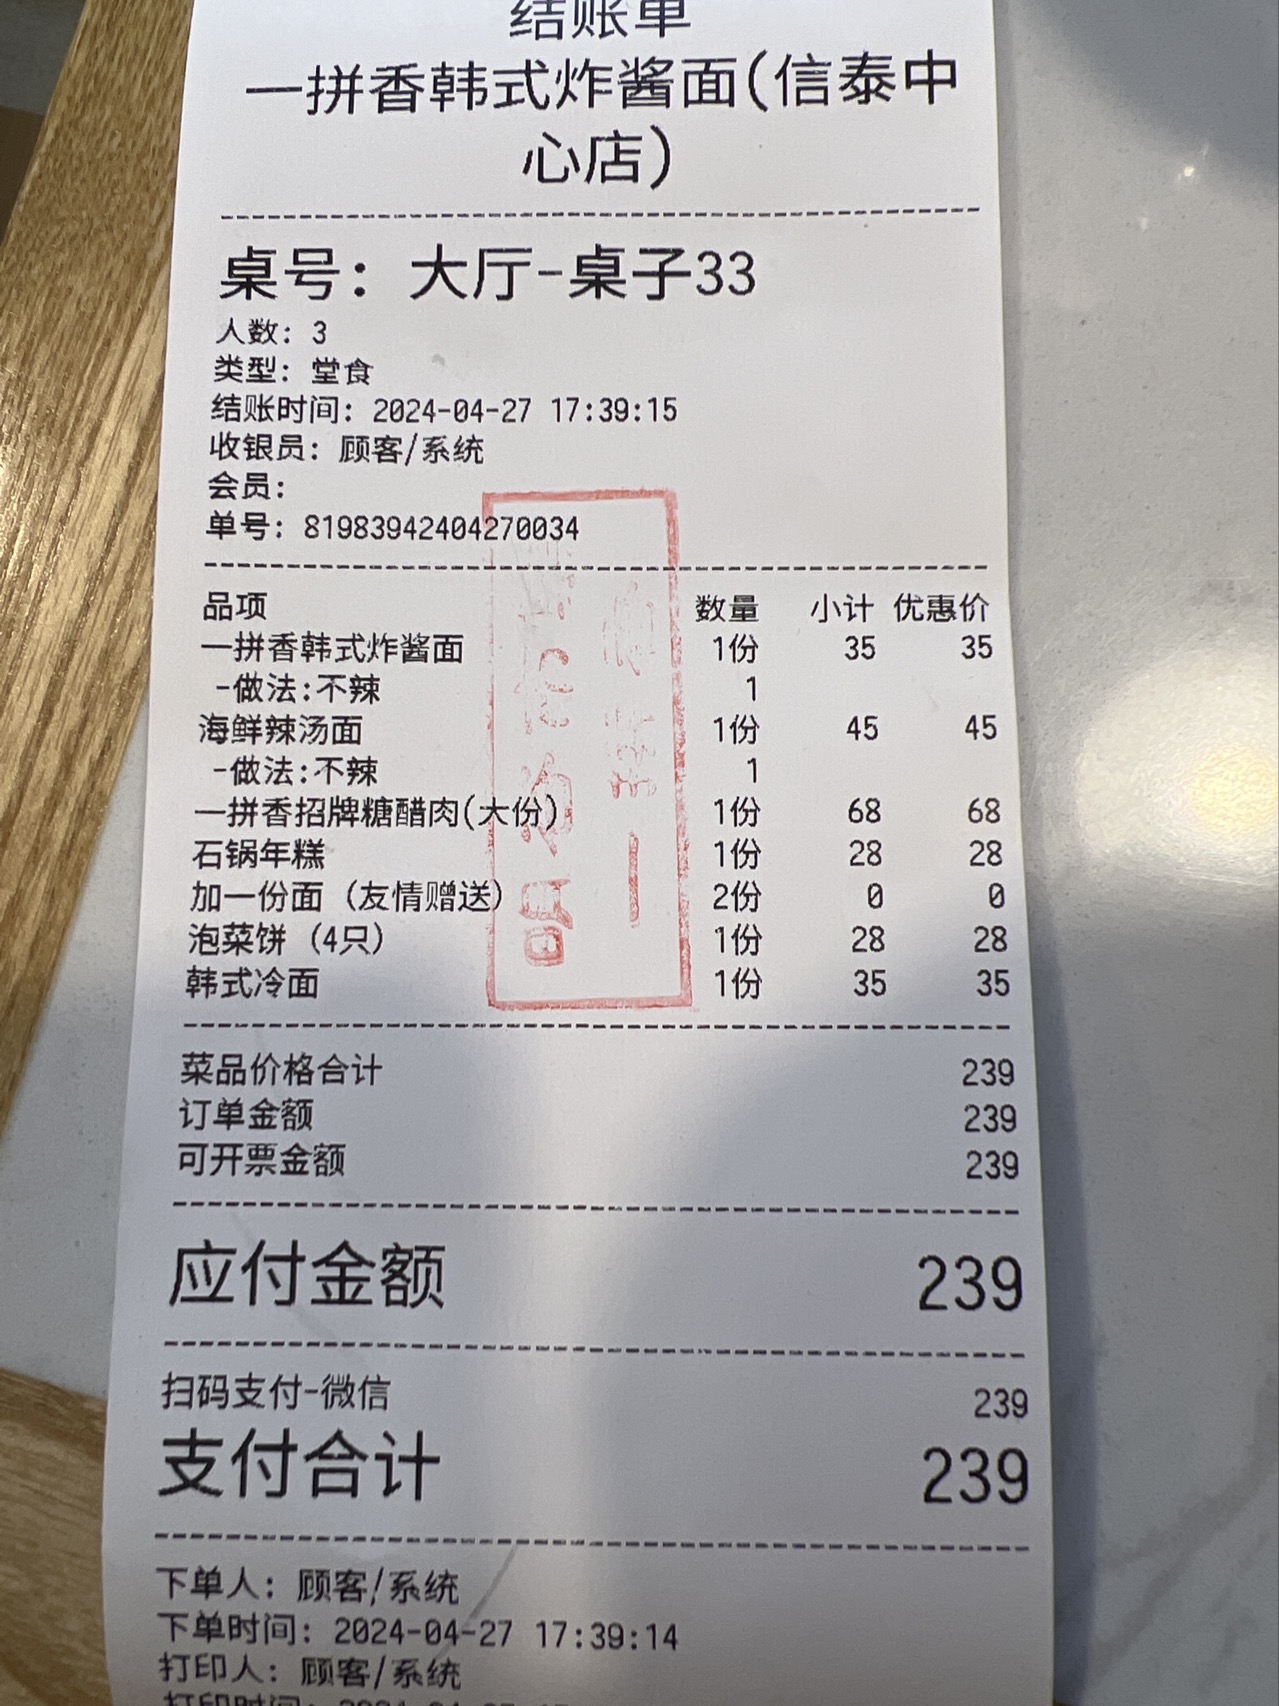 结账单
一拼香韩式炸酱面(信泰中
心店)
桌号: 大厅-桌子33
人数: 3
类型: 堂食
结账时间: 2024-04-27 17:39:15
收银员: 顾客/系统
会员:
单号: 81983942404270034
品项 数量 小计 优惠价
一拼香韩式炸酱面 1份 35 35
-做法:不辣 1
海鲜辣汤面 1份 45 45
-做法:不辣 1
一拼香招牌糖醋肉(大份) 1份 68 68
石锅年糕 1份 28 28
加一份面 (友情赠送) 2份 0 0
泡菜饼 (4只) 1份 28 28
韩式冷面 1份 35 35
菜品价格合计 239
订单金额 239
可开票金额 239
应付金额 239
扫码支付-微信 239
支付合计 239
下单人: 顾客/系统
下单时间: 2024-04-27 17:39:14
打印人: 顾客/系统
打印时间: